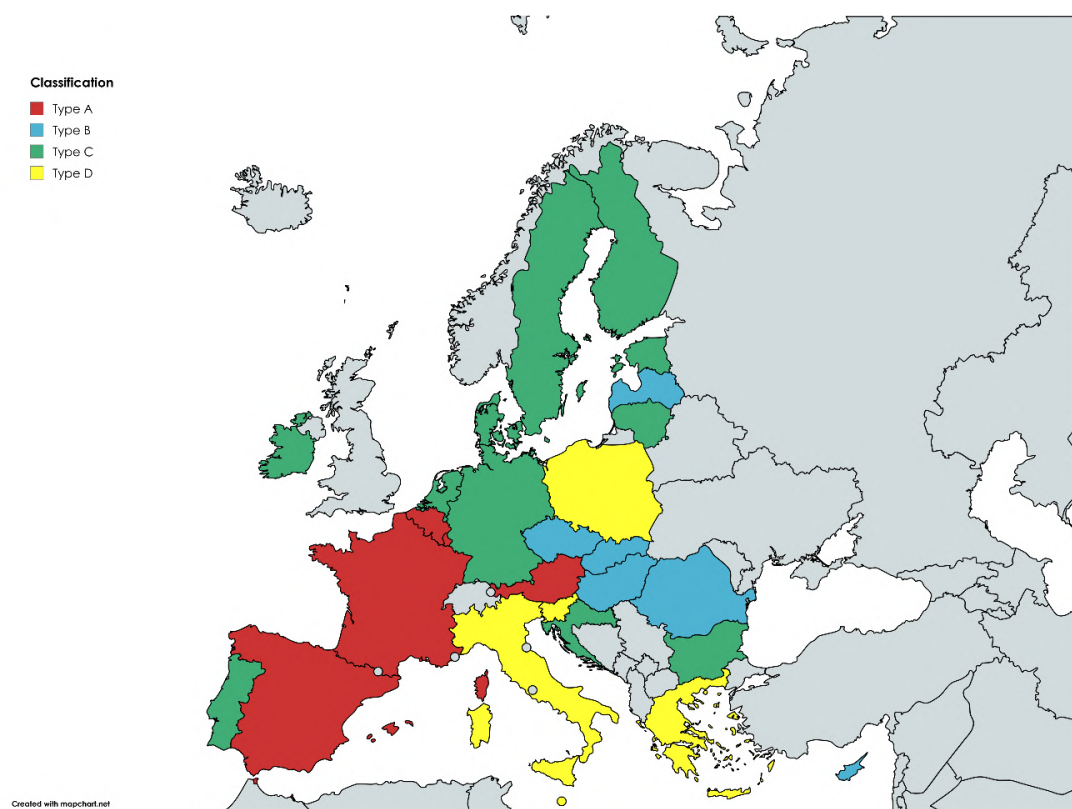 Classification
Type A
Type B
Type C
Type D
Created with mapchart.net